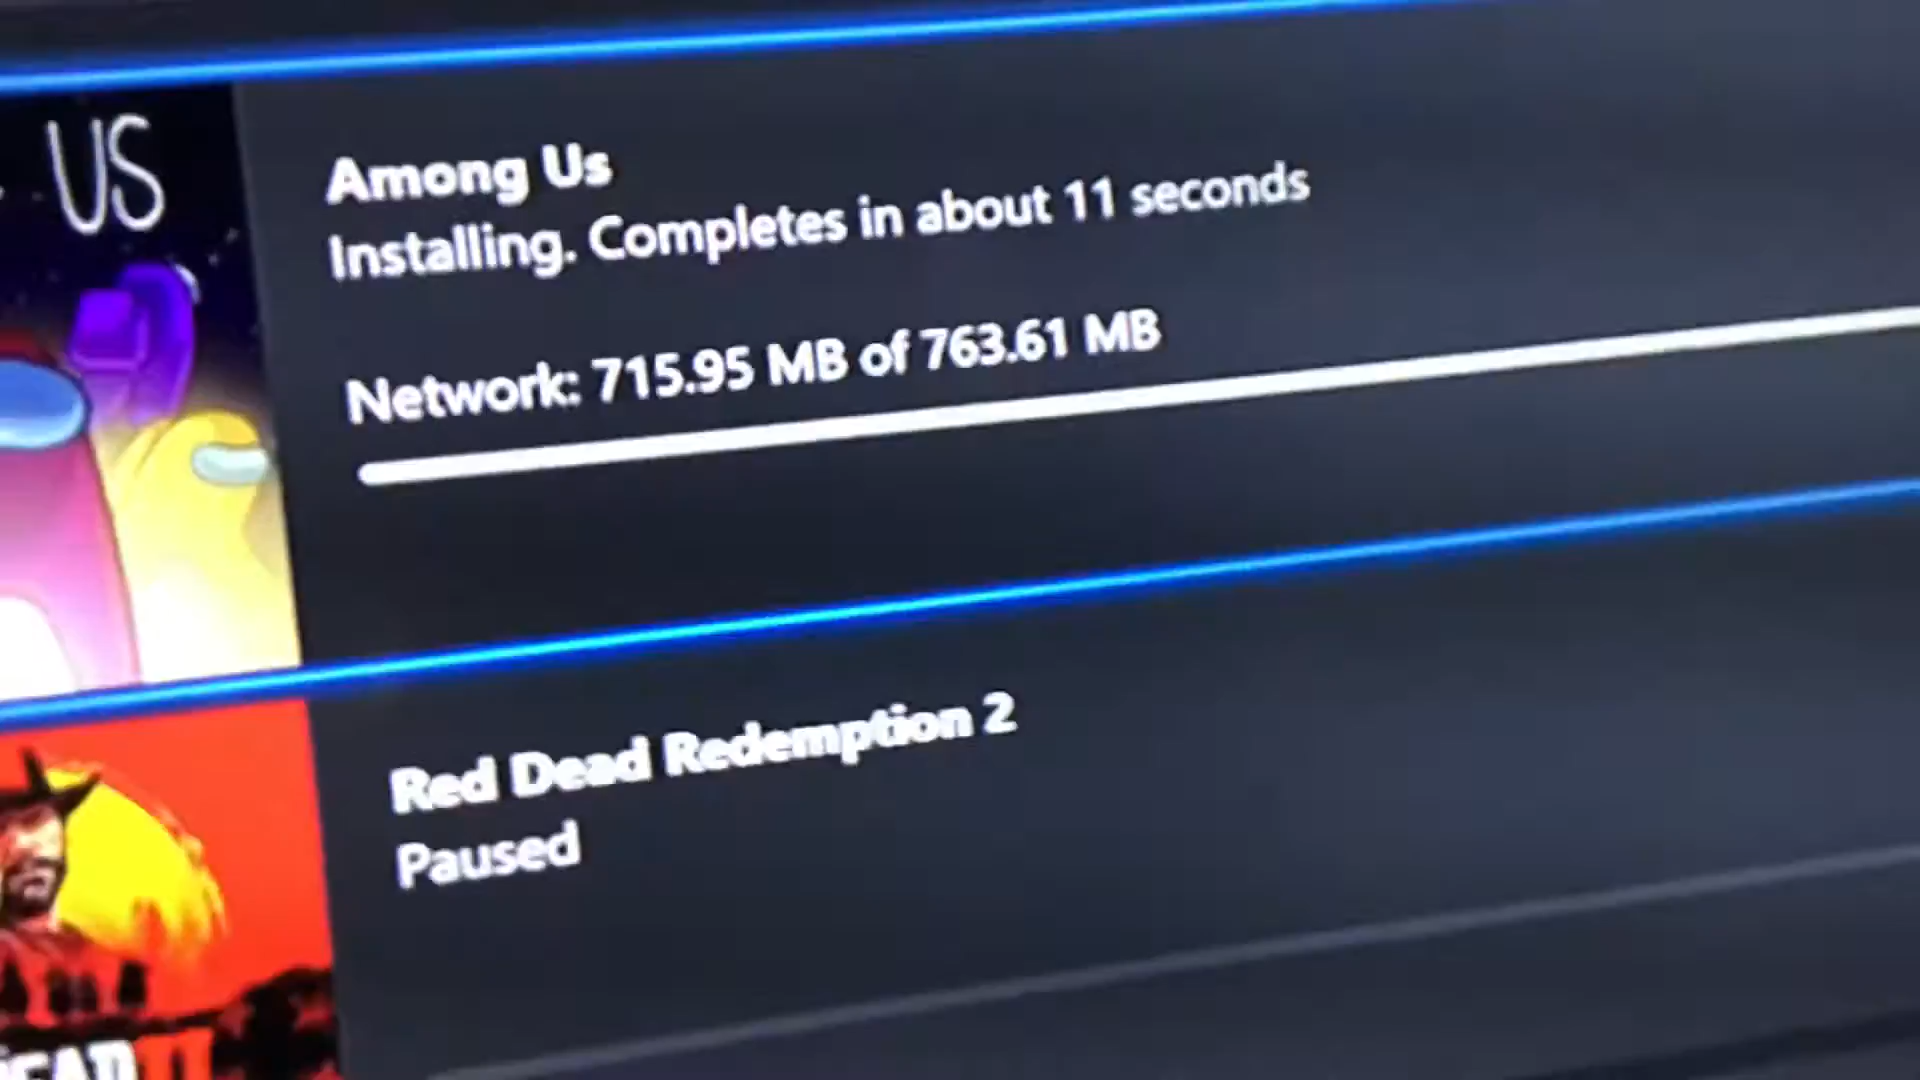 US
Among Us
Installing. Completes in about 11 seconds
Network: 715.95 MB of 763.61 MB
Red Dead Redemption 2
Paused